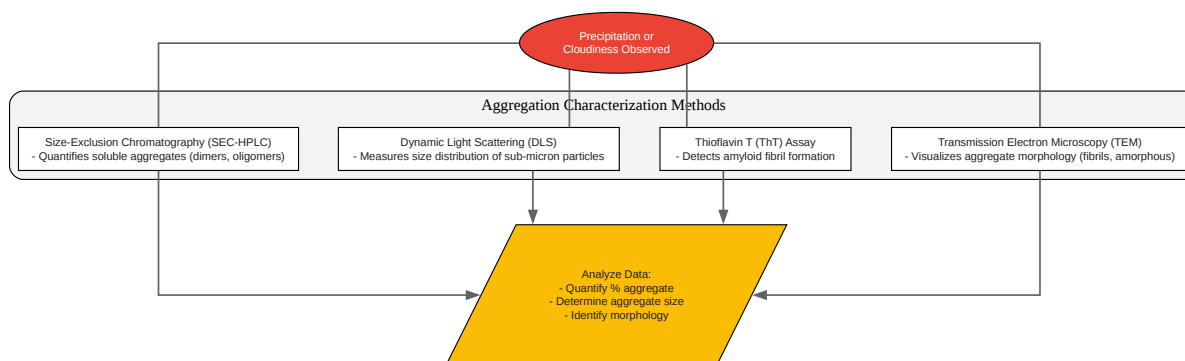 Precipitation or
Cloudiness Observed
Aggregation Characterization Methods
Size-Exclusion Chromatography (SEC-HPLC)
- Quantifies soluble aggregates (dimers, oligomers)
Dynamic Light Scattering (DLS)
- Measures size distribution of sub-micron particles
Thioflavin T (ThT) Assay
- Detects amyloid fibril formation
Transmission Electron Microscopy (TEM)
- Visualizes aggregate morphology (fibrils, amorphous)
Analyze Data:
- Quantify % aggregate
- Determine aggregate size
- Identify morphology